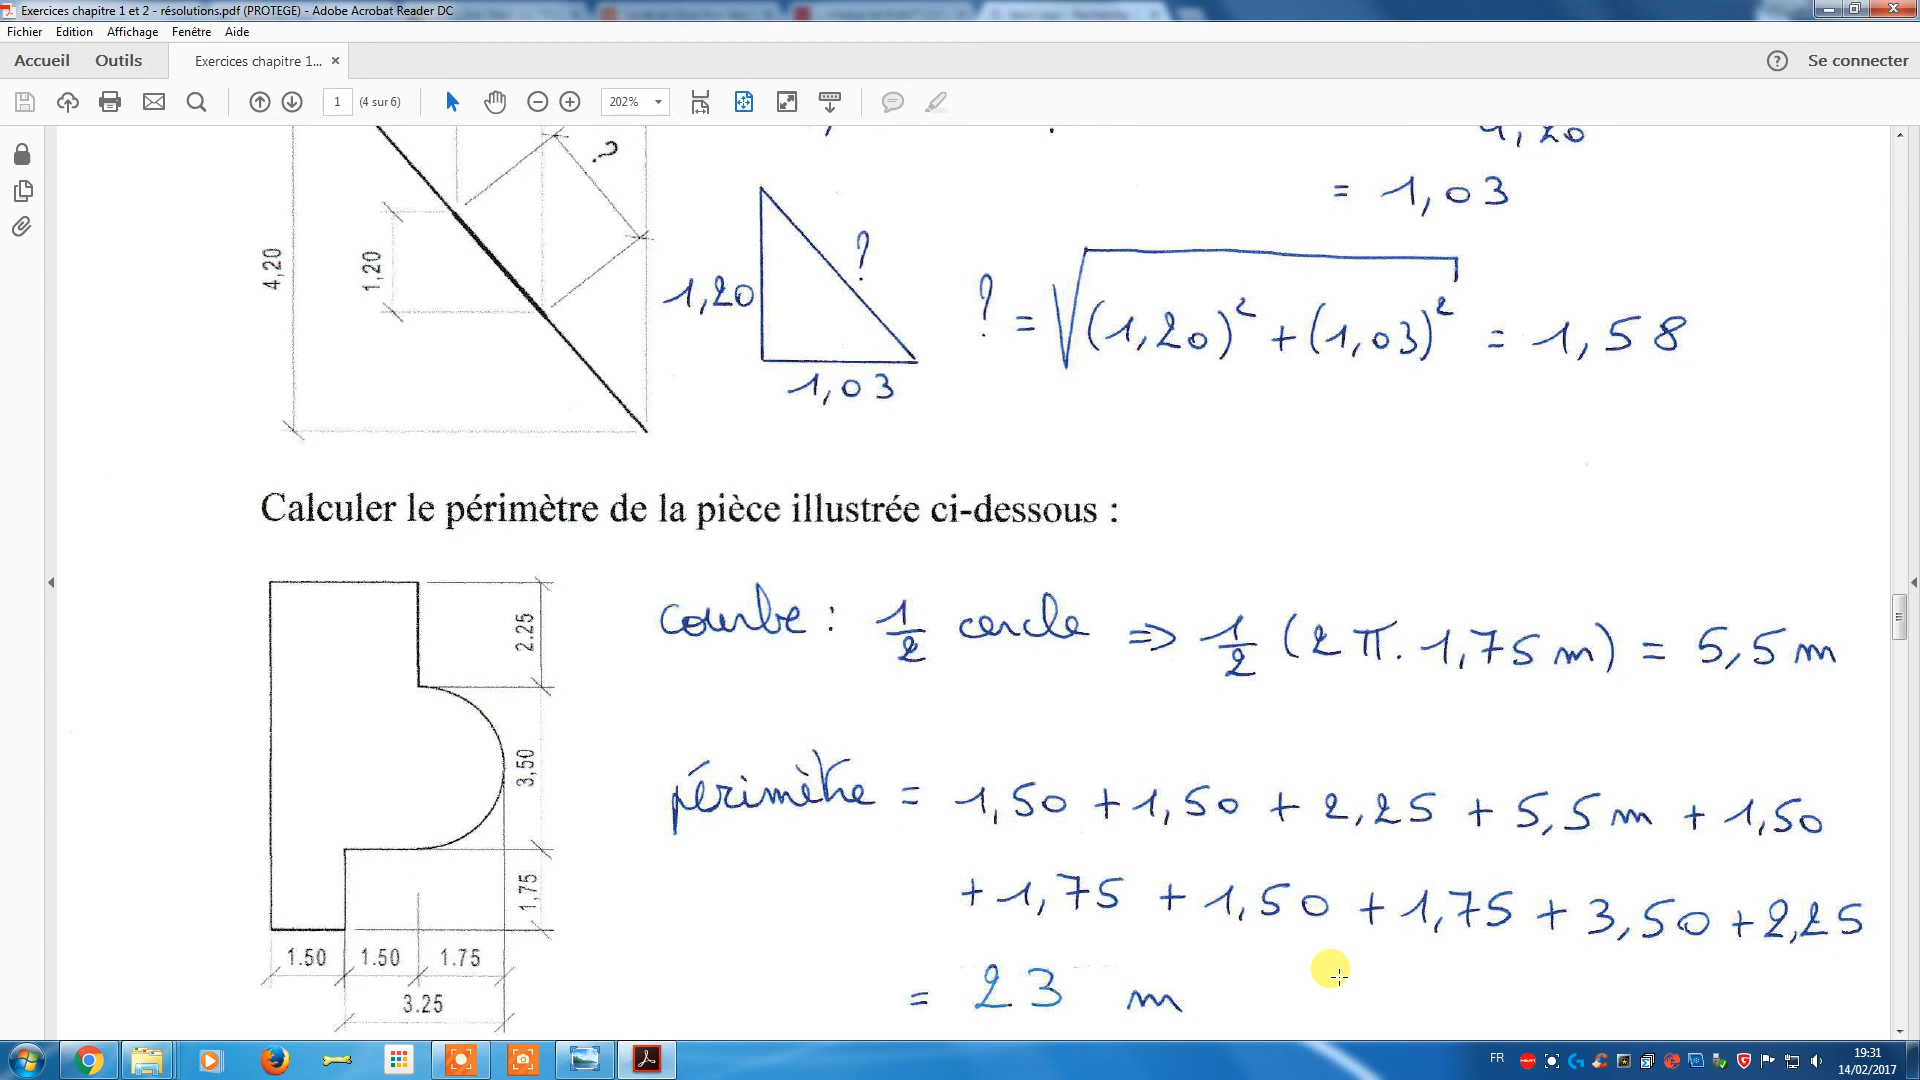 Exercices chapitre 1 et 2 - résolutions.pdf (PROTEGE) - Adobe Acrobat Reader DC
Fichier Edition Affichage Fenêtre Aide
Accueil Outils Exercices chapitre 1... × ? Se connecter
1 (4 sur 6) 202%
?
= 1,03
4,20
1,20
1,20
?
1,03
? = √(1,20)² + (1,03)² = 1,58
Calculer le périmètre de la pièce illustrée ci-dessous :
2.25
3,50
1,75
1.50 1.50 1.75
3.25
courbe : 1/2 cercle => 1/2 (2 π . 1,75 m) = 5,5 m
périmètre = 1,50 + 1,50 + 2,25 + 5,5 m + 1,50
+ 1,75 + 1,50 + 1,75 + 3,50 + 2,25
= 23 m
FR 19:31
14/02/2017